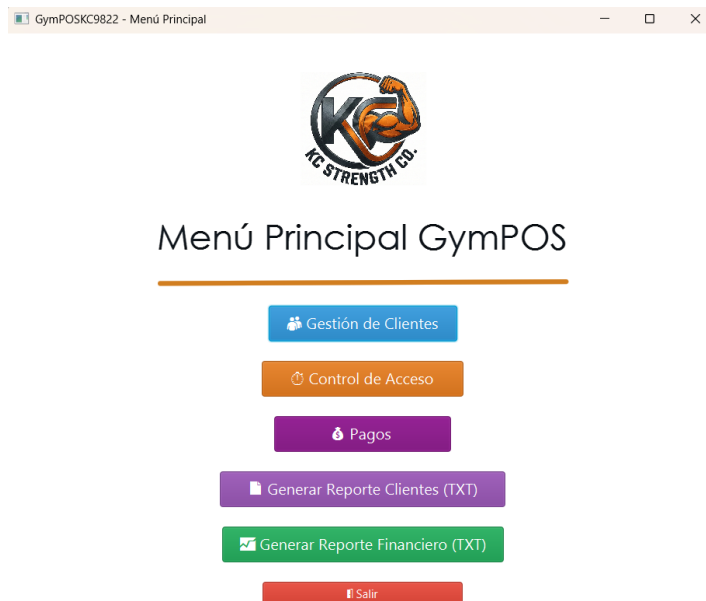 GymPOSKC9822 - Menú Principal
KC
KC STRENGTH CO.
Menú Principal GymPOS
Gestión de Clientes
Control de Acceso
Pagos
Generar Reporte Clientes (TXT)
Generar Reporte Financiero (TXT)
Salir